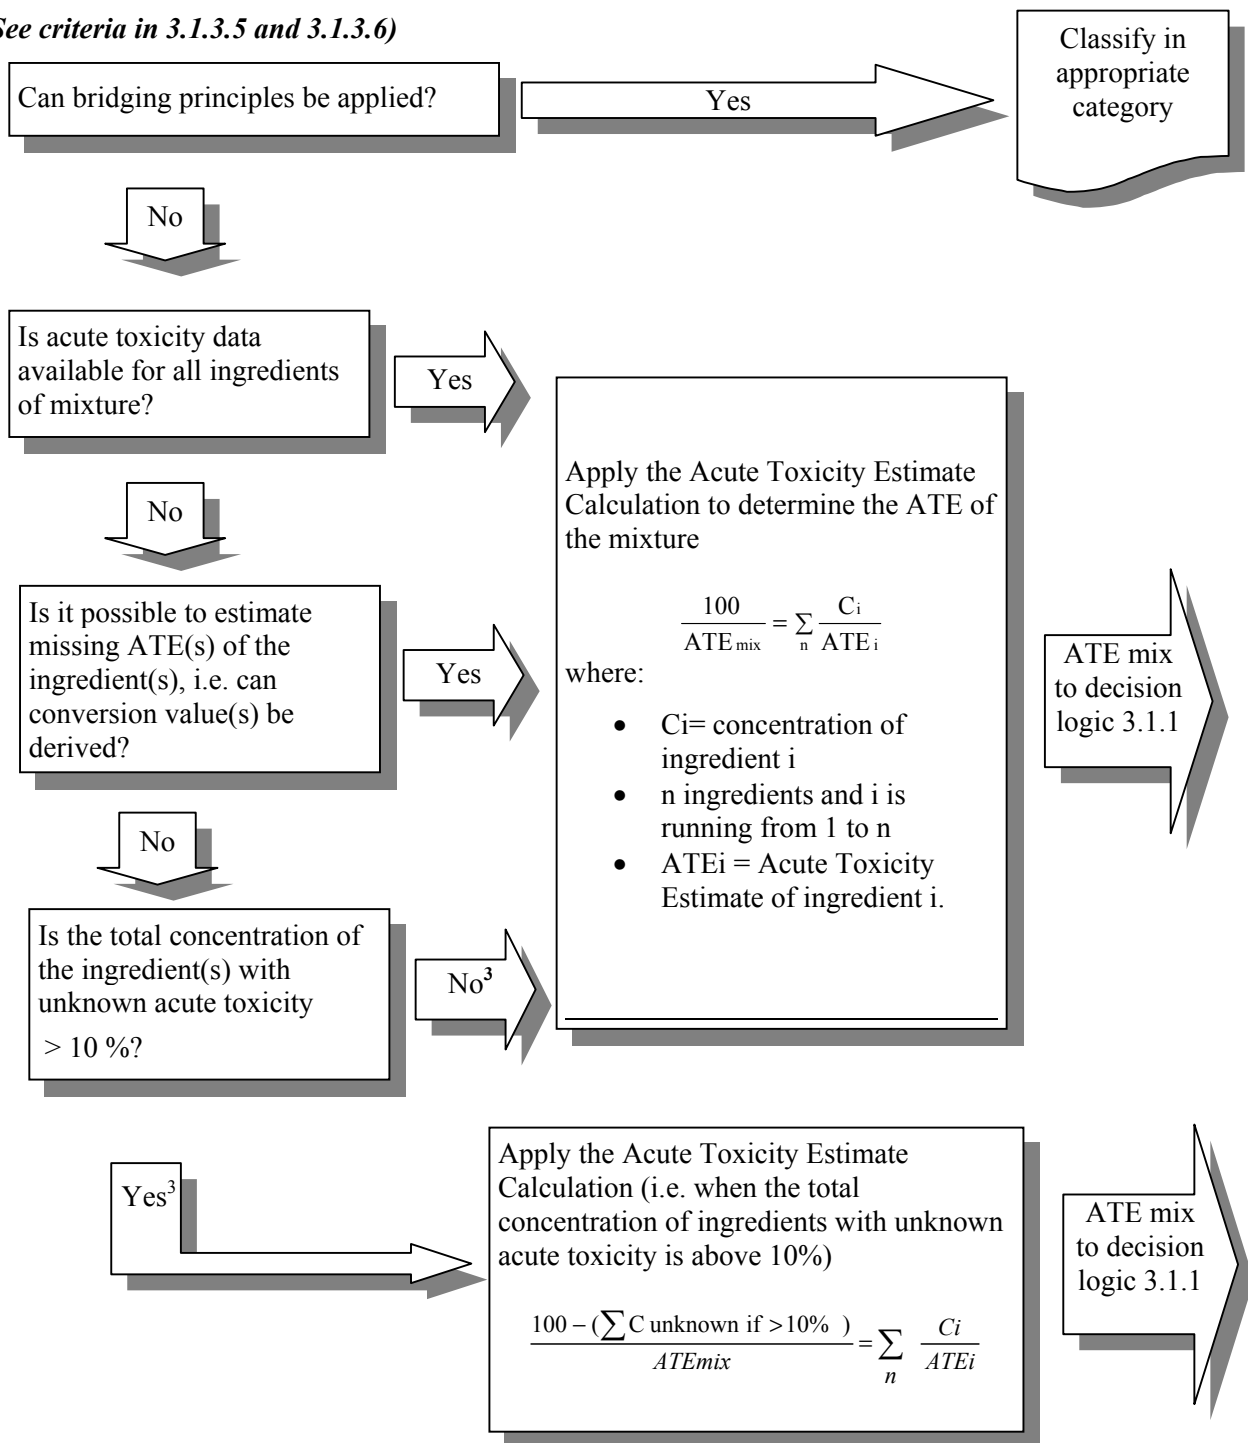 See criteria in 3.1.3.5 and 3.1.3.6)
Classify in
appropriate
category
Can bridging principles be applied?
Yes
No
Is acute toxicity data
available for all ingredients
of mixture?
Yes
No
Is it possible to estimate
missing ATE(s) of the
ingredient(s), i.e. can
conversion value(s) be
derived?
Yes
No
Is the total concentration of
the ingredient(s) with
unknown acute toxicity
> 10 %?
No³
Apply the Acute Toxicity Estimate
Calculation to determine the ATE of
the mixture
100 / ATE mix = ∑ n Ci / ATE i
where:
• Ci= concentration of
ingredient i
• n ingredients and i is
running from 1 to n
• ATEi = Acute Toxicity
Estimate of ingredient i.
ATE mix
to decision
logic 3.1.1
Yes³
Apply the Acute Toxicity Estimate
Calculation (i.e. when the total
concentration of ingredients with unknown
acute toxicity is above 10%)
100 − (∑ C unknown if >10% ) / ATEmix = ∑ n Ci / ATEi
ATE mix
to decision
logic 3.1.1